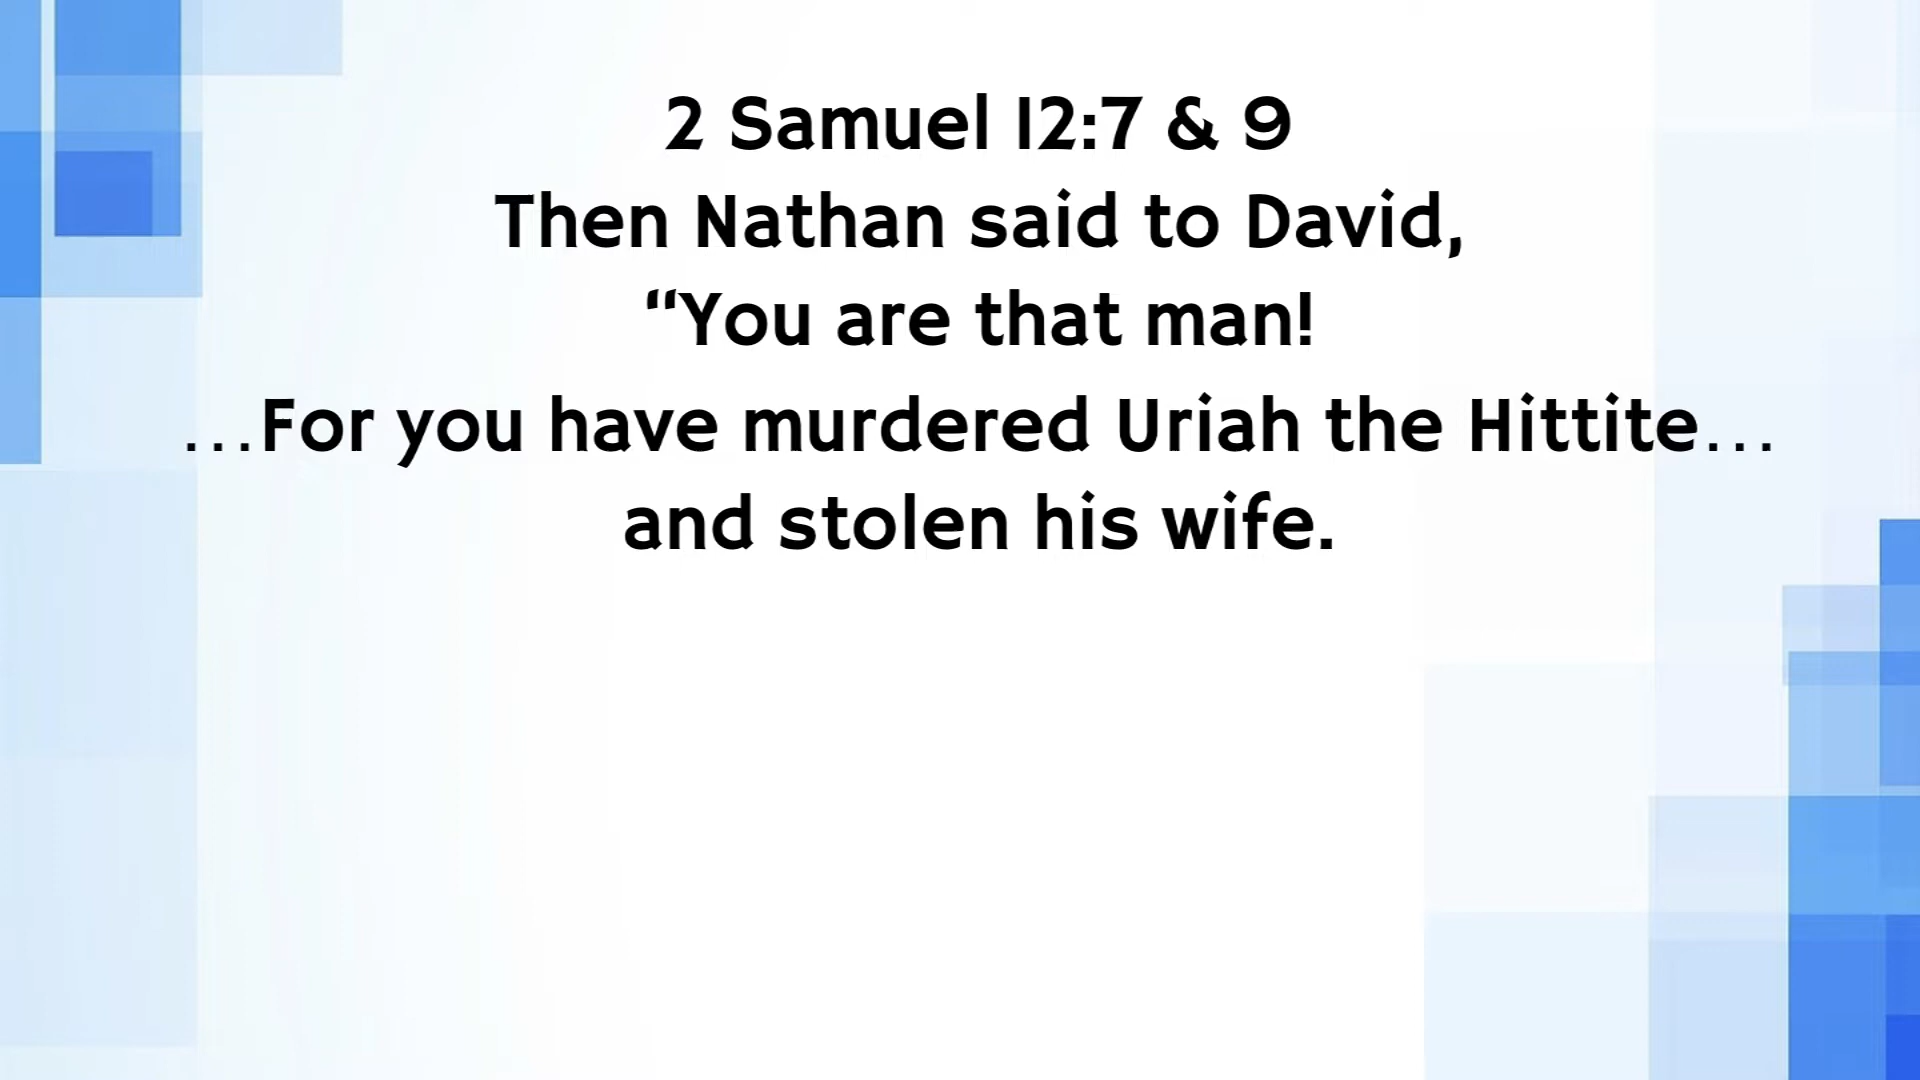 2 Samuel 12:7 & 9
Then Nathan said to David,
“You are that man!
…For you have murdered Uriah the Hittite…
and stolen his wife.